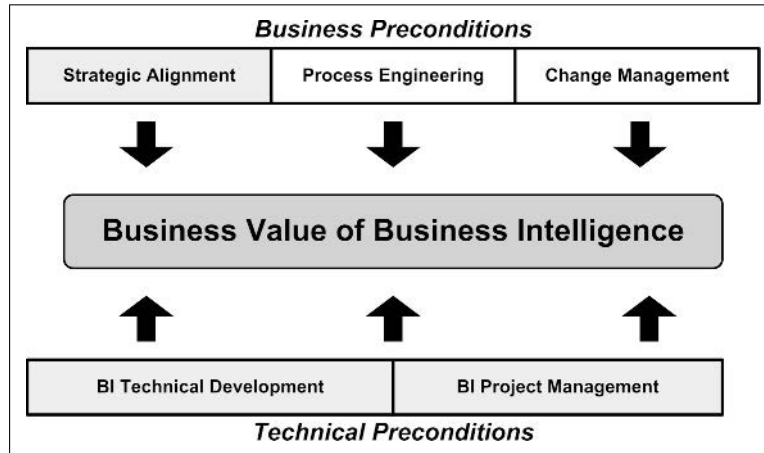 Business Preconditions
Strategic Alignment
Process Engineering
Change Management
Business Value of Business Intelligence
BI Technical Development
BI Project Management
Technical Preconditions